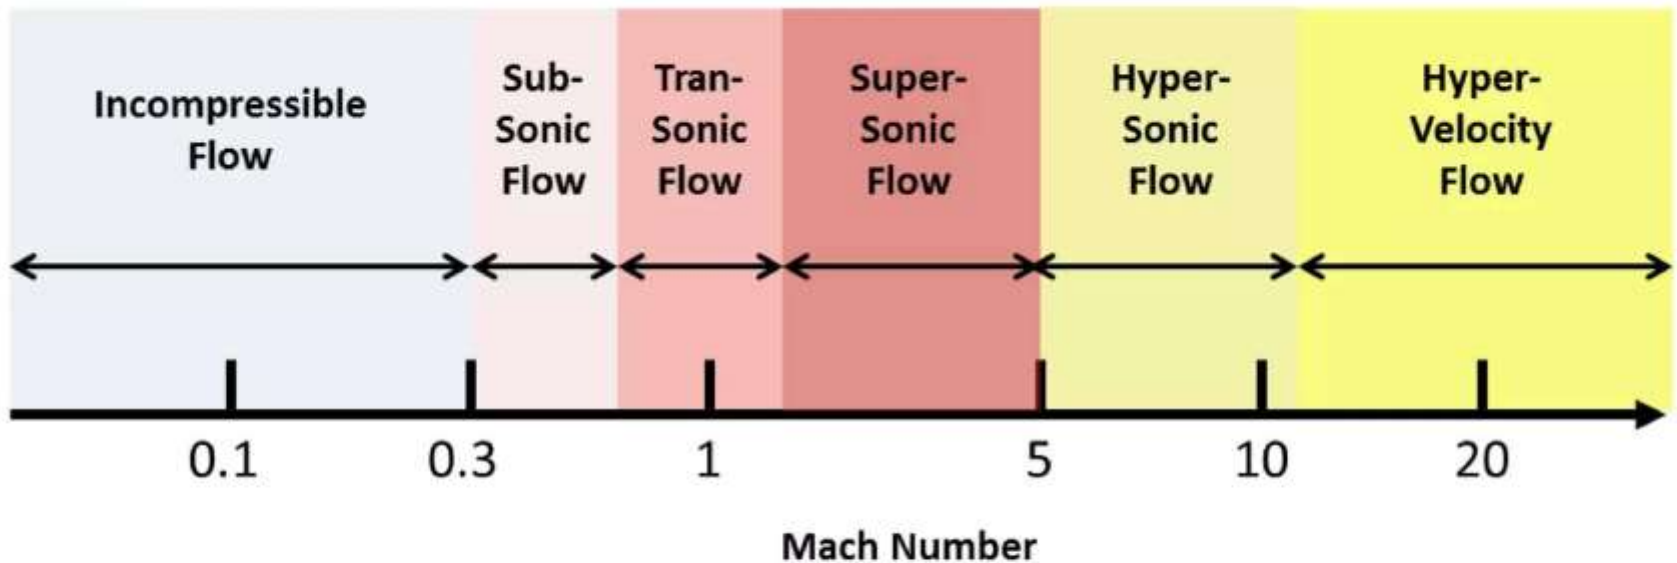 Incompressible
Flow
Sub-
Sonic
Flow
Tran-
Sonic
Flow
Super-
Sonic
Flow
Hyper-
Sonic
Flow
Hyper-
Velocity
Flow
0.1 0.3 1 5 10 20
Mach Number